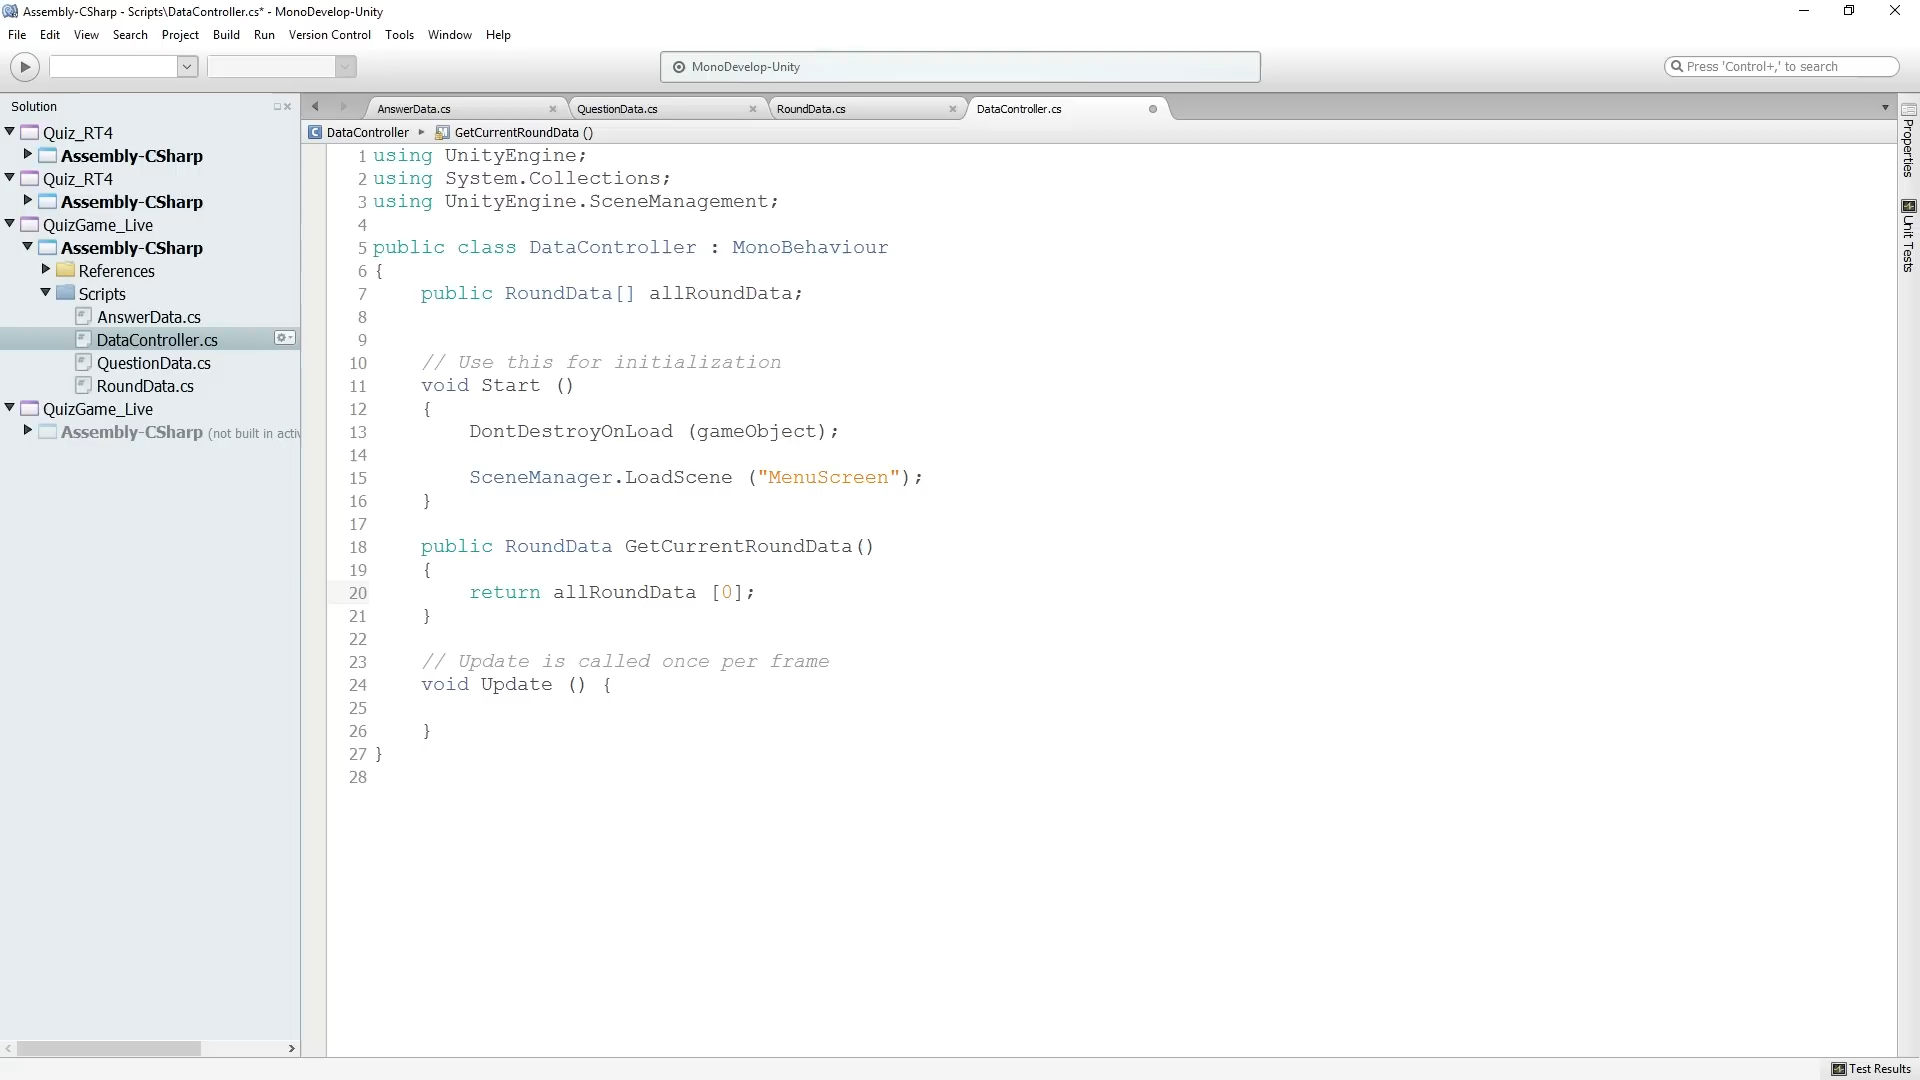 Assembly-CSharp - Scripts\DataController.cs* - MonoDevelop-Unity
File Edit View Search Project Build Run Version Control Tools Window Help
MonoDevelop-Unity
Press 'Control+,' to search
Solution
Quiz_RT4
Assembly-CSharp
Quiz_RT4
Assembly-CSharp
QuizGame_Live
Assembly-CSharp
References
Scripts
AnswerData.cs
DataController.cs
QuestionData.cs
RoundData.cs
QuizGame_Live
Assembly-CSharp (not built in activ
AnswerData.cs QuestionData.cs RoundData.cs DataController.cs
DataController GetCurrentRoundData ()
1 using UnityEngine;
2 using System.Collections;
3 using UnityEngine.SceneManagement;
4
5 public class DataController : MonoBehaviour
6 {
7 public RoundData[] allRoundData;
8
9
10 // Use this for initialization
11 void Start ()
12 {
13 DontDestroyOnLoad (gameObject);
14
15 SceneManager.LoadScene ("MenuScreen");
16 }
17
18 public RoundData GetCurrentRoundData()
19 {
20 return allRoundData [0];
21 }
22
23 // Update is called once per frame
24 void Update () {
25
26 }
27 }
28
Properties
Unit Tests
Test Results